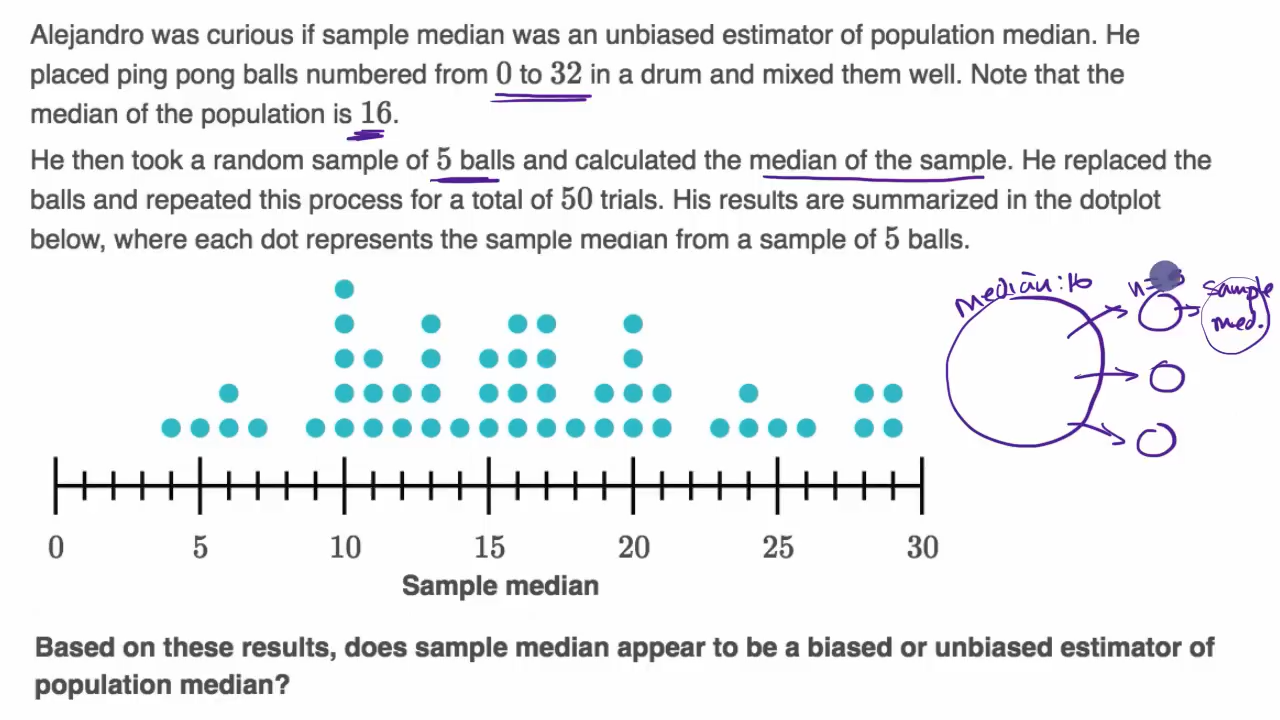 Alejandro was curious if sample median was an unbiased estimator of population median. He
placed ping pong balls numbered from 0 to 32 in a drum and mixed them well. Note that the
median of the population is 16.
He then took a random sample of 5 balls and calculated the median of the sample. He replaced the
balls and repeated this process for a total of 50 trials. His results are summarized in the dotplot
below, where each dot represents the sample median from a sample of 5 balls.
median: 16
n=
sample
med.
0 5 10 15 20 25 30
Sample median
Based on these results, does sample median appear to be a biased or unbiased estimator of
population median?